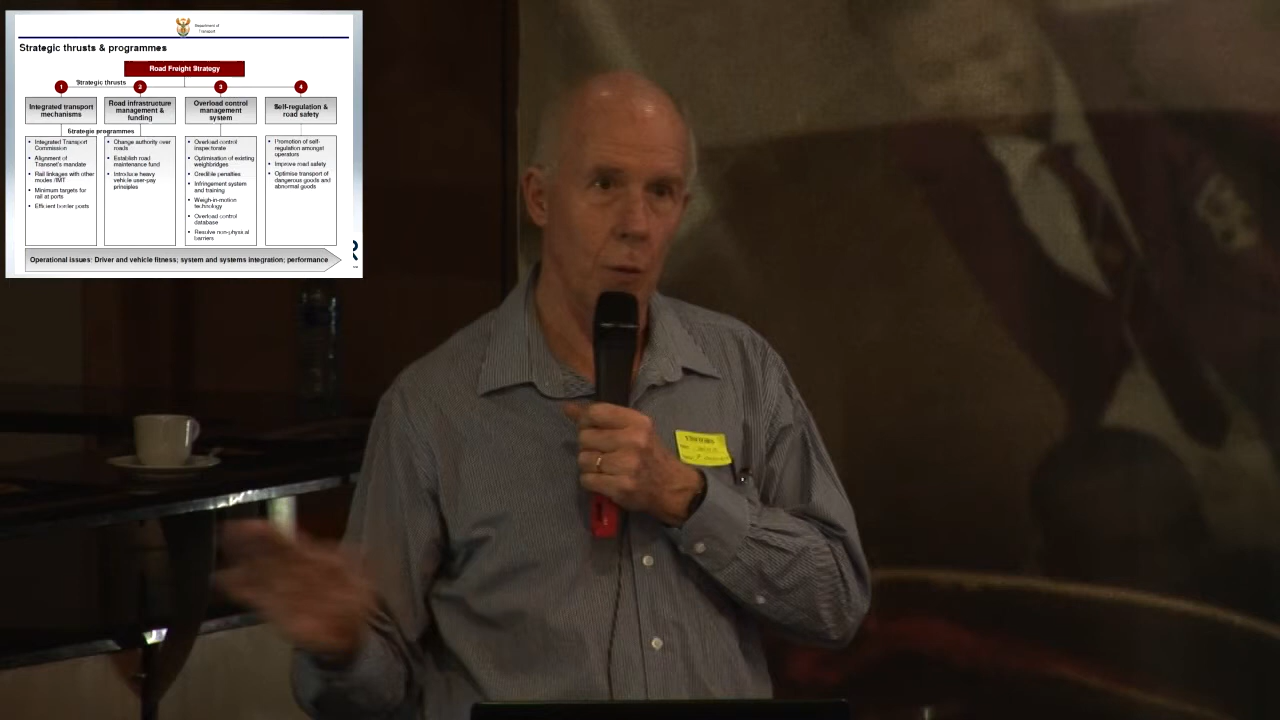 Department of
Transport
Strategic thrusts & programmes
Road Freight Strategy
Strategic thrusts
1
2
3
4
Integrated transport
mechanisms
Road infrastructure
management &
funding
Overload control
management
system
Self-regulation &
road safety
Strategic programmes
• Integrated Transport
Commission
• Alignment of
Transnet's mandate
• Rail linkages with other
modes /IMT
• Minimum targets for
rail at ports
• Efficient border posts
• Change authority over
roads
• Establish road
maintenance fund
• Introduce heavy
vehicle user-pay
principles
• Overload control
inspectorate
• Optimisation of existing
weighbridges
• Credible penalties
• Infringement system
and training
• Weigh-in-motion
technology
• Overload control
database
• Resolve non-physical
barriers
• Promotion of self-
regulation amongst
operators
• Improve road safety
• Optimise transport of
dangerous goods and
abnormal goods
Operational issues: Driver and vehicle fitness; system and systems integration; performance
R